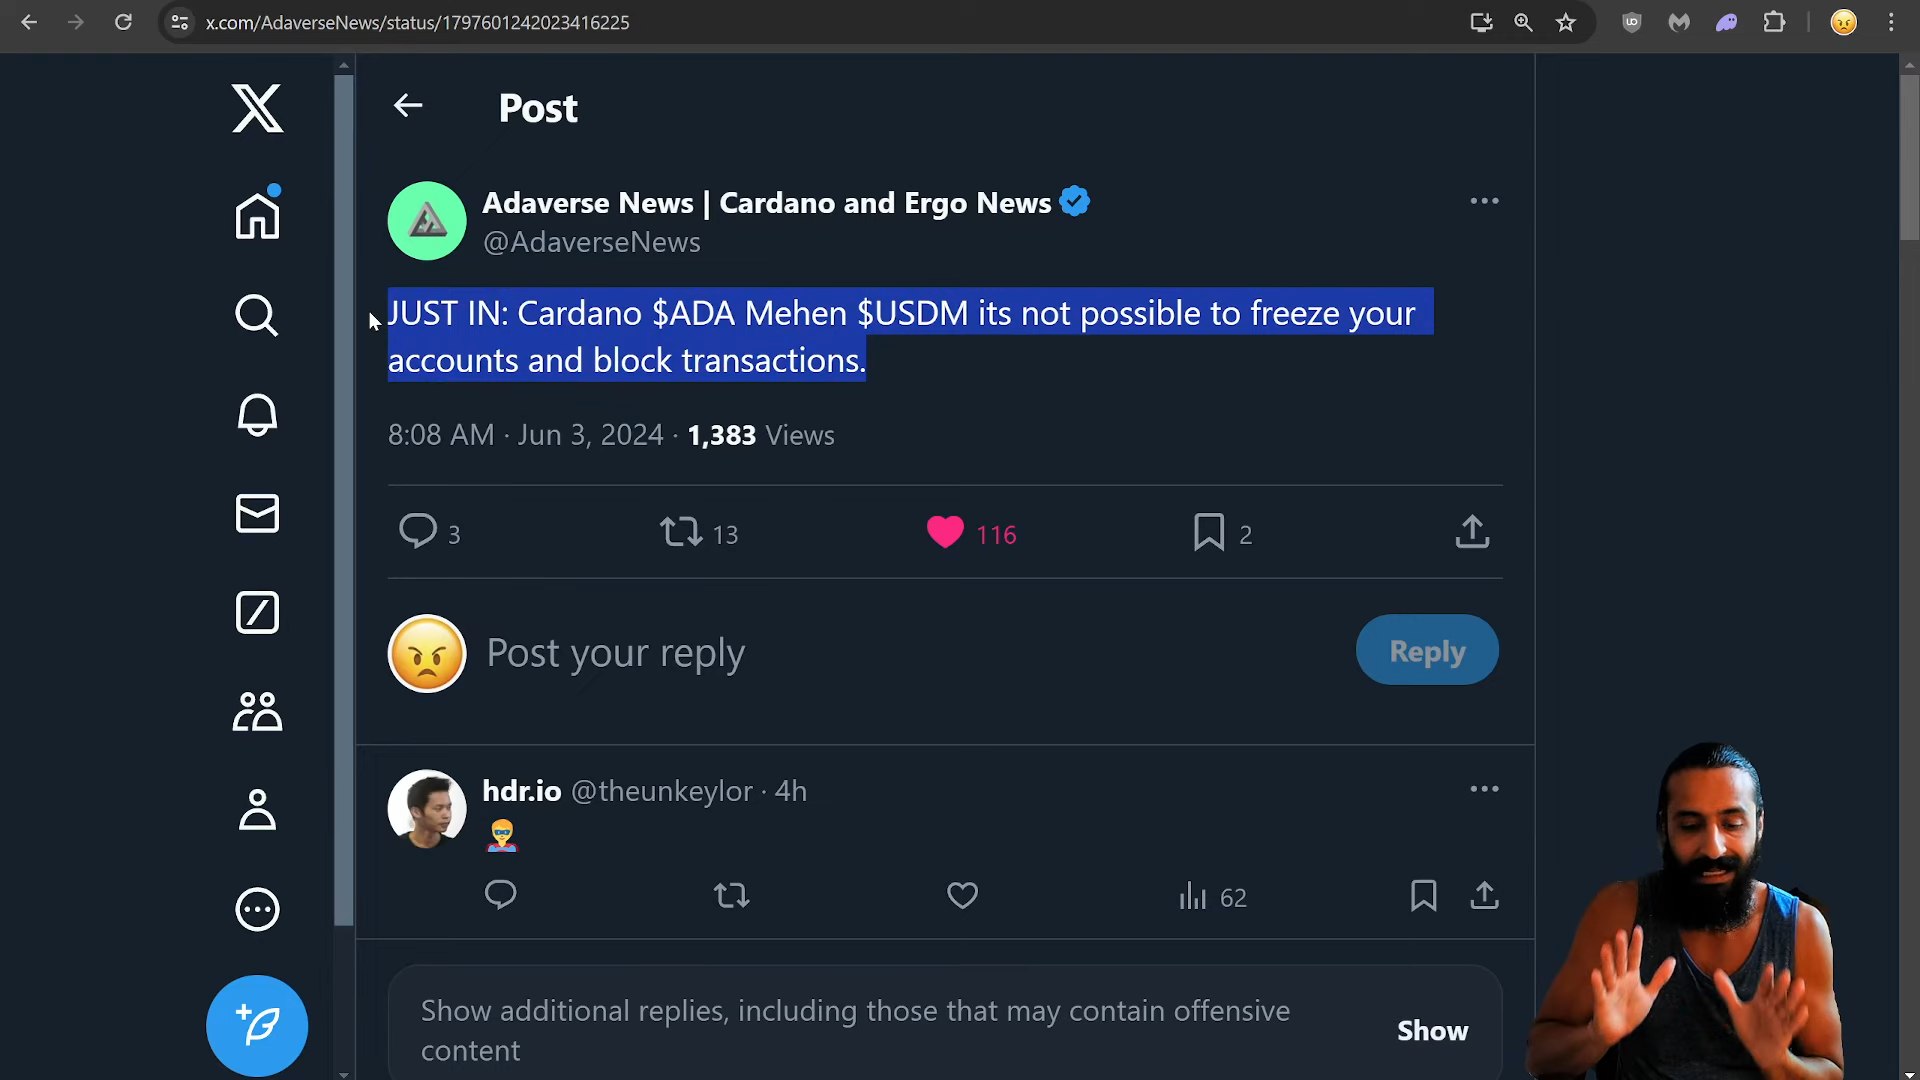 x.com/AdaverseNews/status/1797601242023416225
Post
Adaverse News | Cardano and Ergo News
@AdaverseNews
JUST IN: Cardano $ADA Mehen $USDM its not possible to freeze your
accounts and block transactions.
8:08 AM · Jun 3, 2024 · 1,383 Views
3 13 116 2
Post your reply
Reply
hdr.io @theunkeylor · 4h
62
Show additional replies, including those that may contain offensive
content
Show